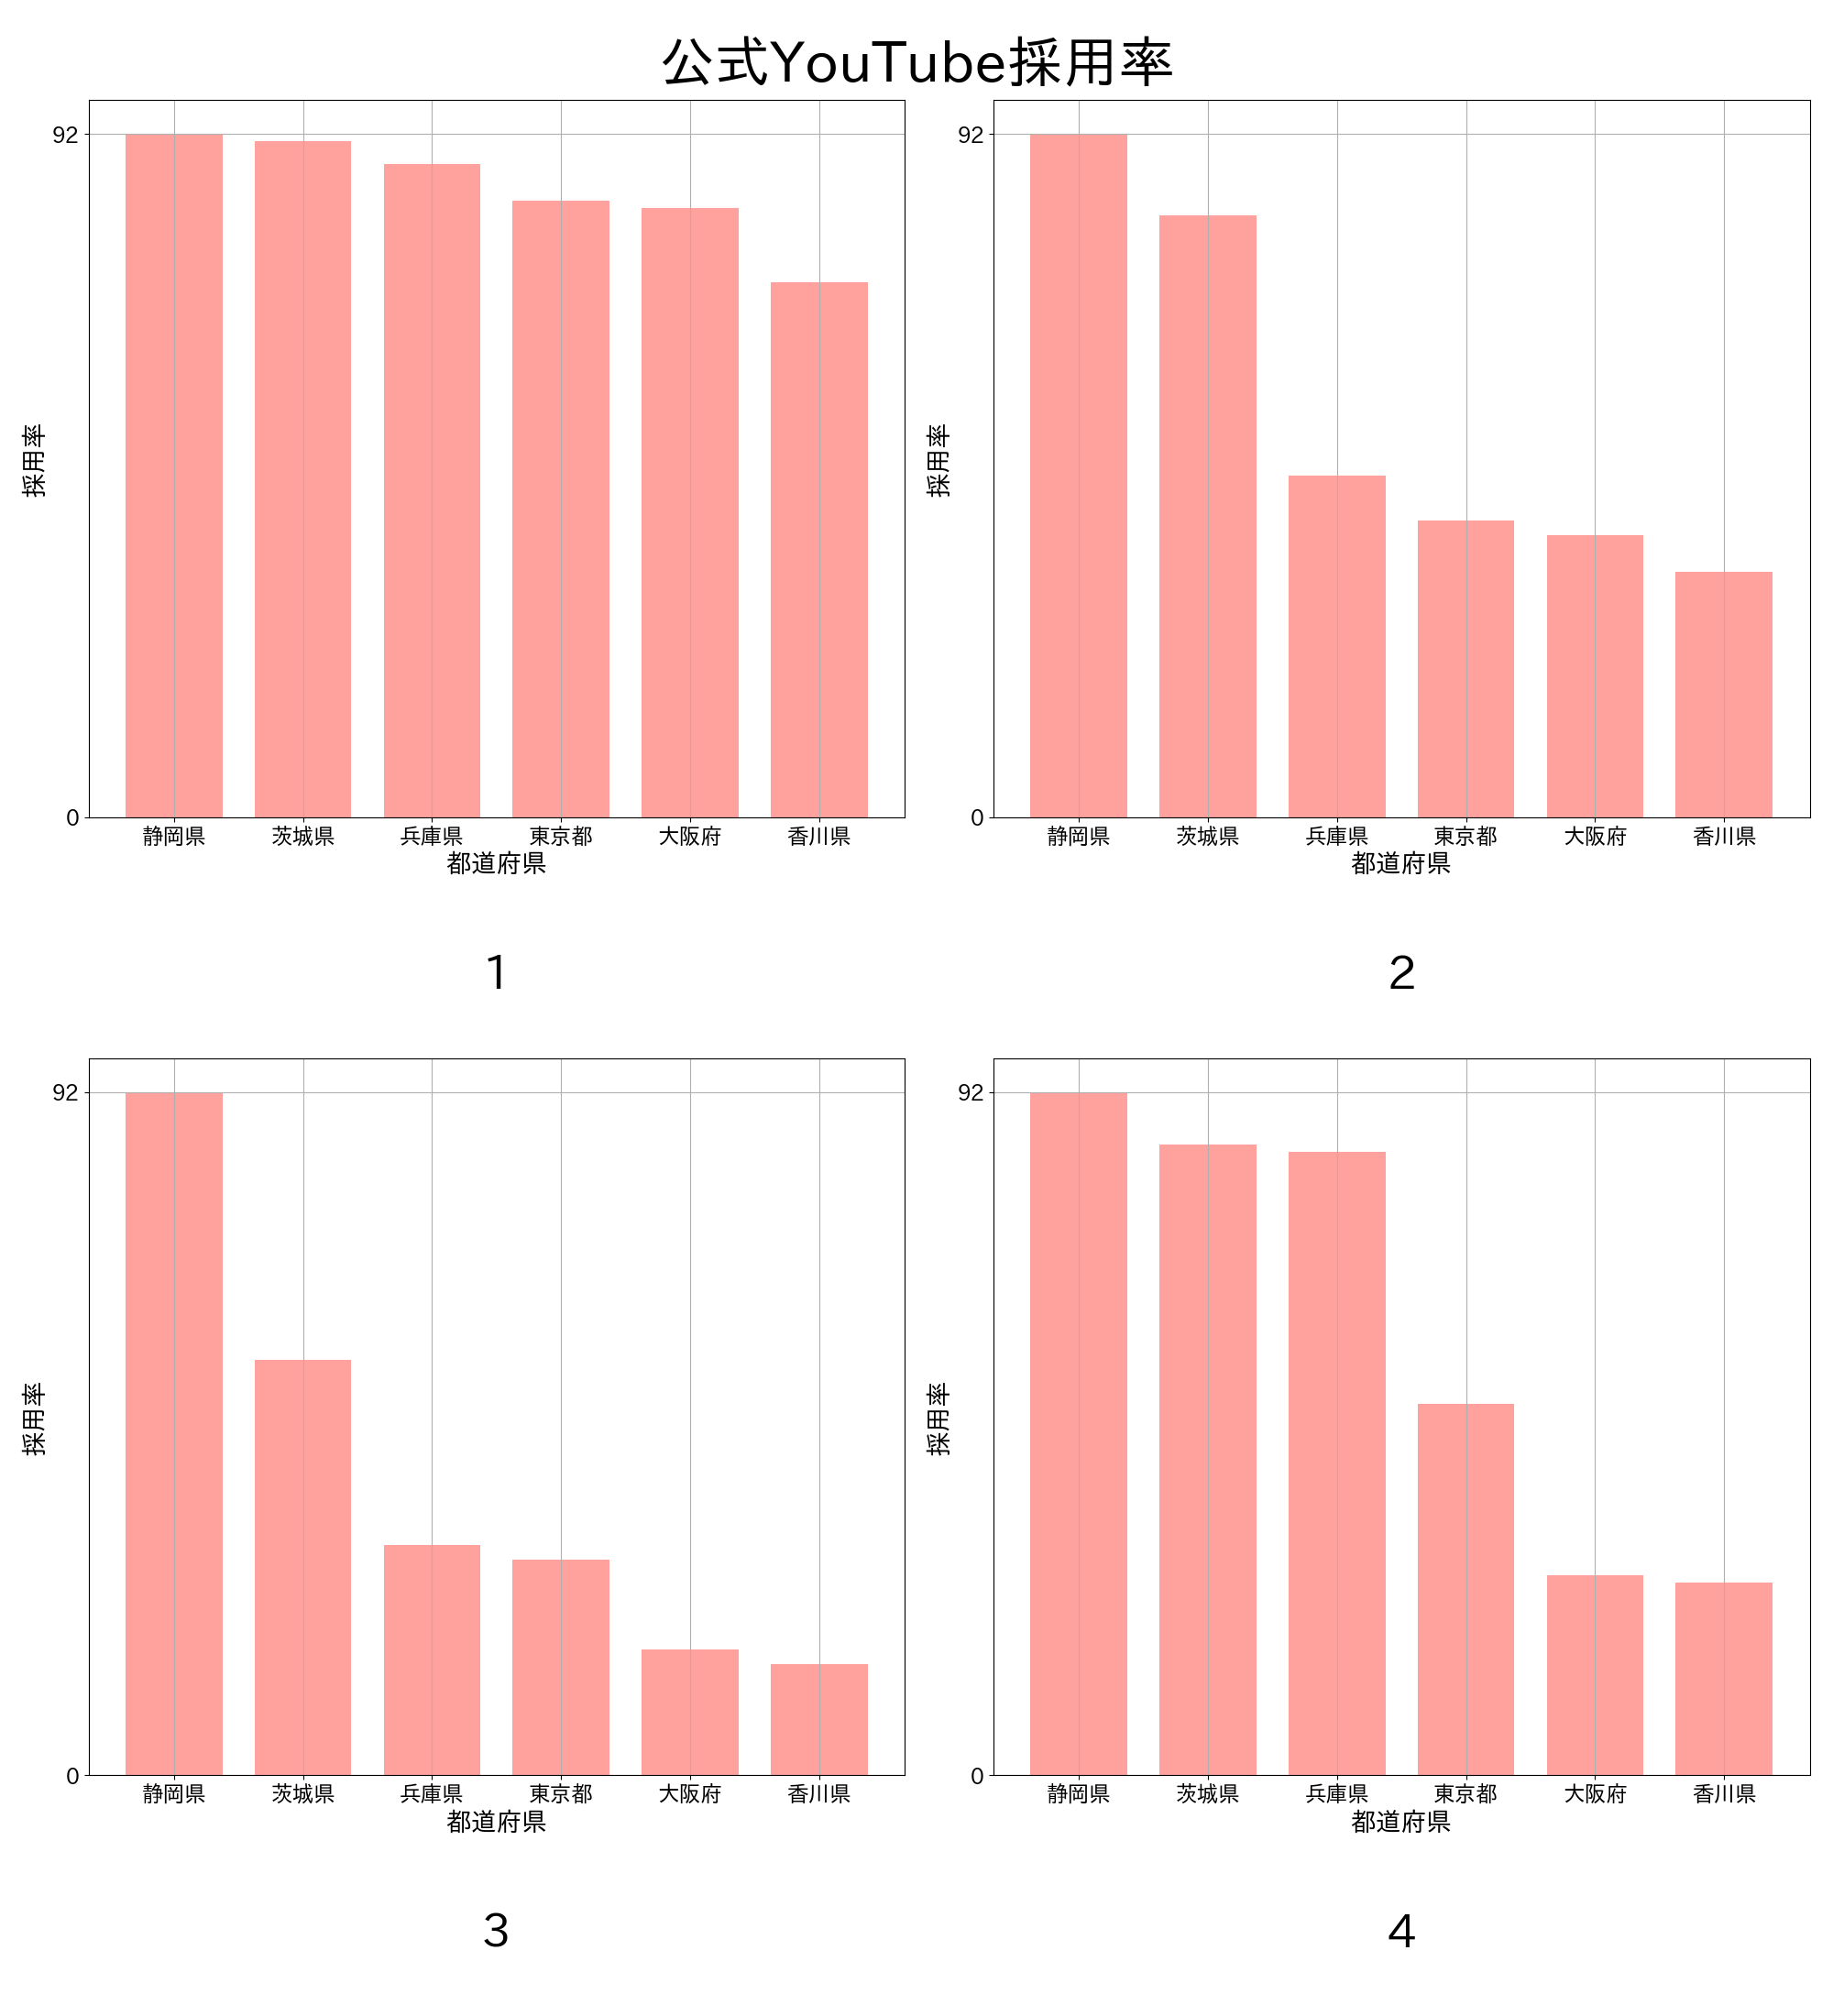 公式YouTube採用率
92
0
採用率
静岡県 茨城県 兵庫県 東京都 大阪府 香川県
都道府県
1
92
0
採用率
静岡県 茨城県 兵庫県 東京都 大阪府 香川県
都道府県
2
92
0
採用率
静岡県 茨城県 兵庫県 東京都 大阪府 香川県
都道府県
3
92
0
採用率
静岡県 茨城県 兵庫県 東京都 大阪府 香川県
都道府県
4